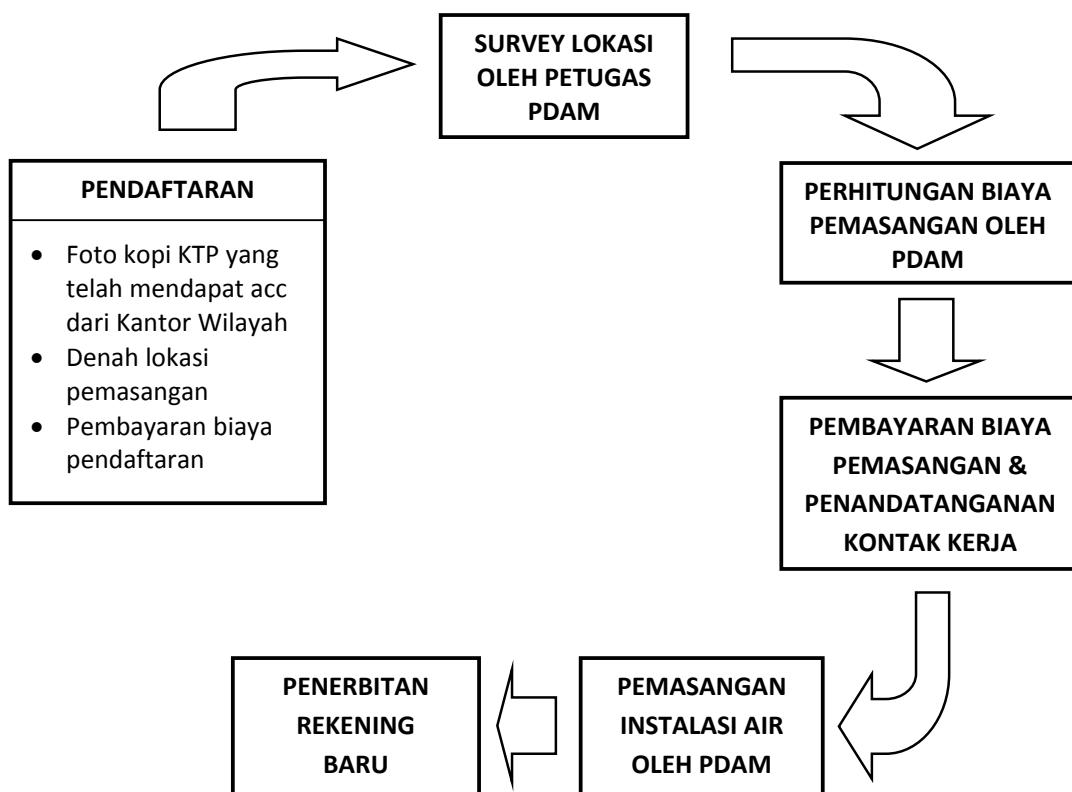 PENDAFTARAN
• Foto kopi KTP yang
telah mendapat acc
dari Kantor Wilayah
• Denah lokasi
pemasangan
• Pembayaran biaya
pendaftaran
SURVEY LOKASI
OLEH PETUGAS
PDAM
PERHITUNGAN BIAYA
PEMASANGAN OLEH
PDAM
PEMBAYARAN BIAYA
PEMASANGAN &
PENANDATANGANAN
KONTAK KERJA
PEMASANGAN
INSTALASI AIR
OLEH PDAM
PENERBITAN
REKENING
BARU